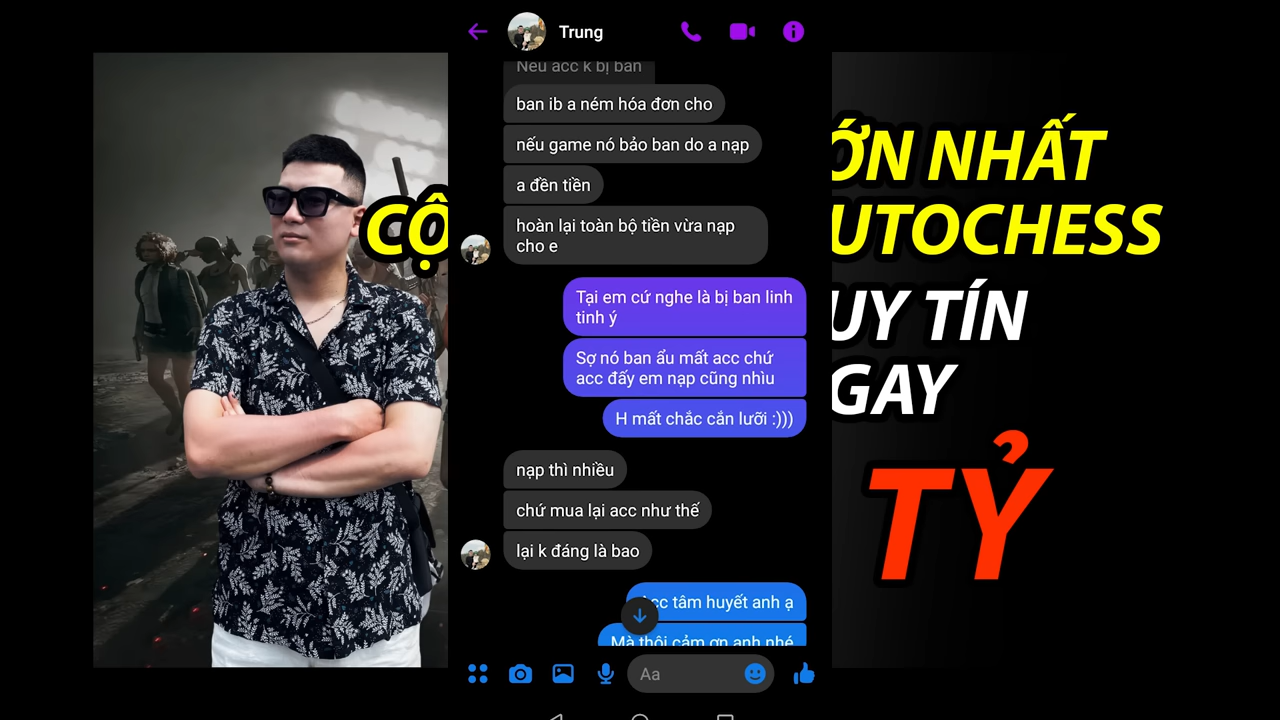 Trung
Nếu acc k bị ban
ban ib a ném hóa đơn cho
nếu game nó bảo ban do a nạp
a đền tiền
hoàn lại toàn bộ tiền vừa nạp
cho e
Tại em cứ nghe là bị ban linh
tinh ý
Sợ nó ban ẩu mất acc chứ
acc đấy em nạp cũng nhìu
H mất chắc cắn lưỡi :)))
nạp thì nhiều
chứ mua lại acc như thế
lại k đáng là bao
cc tâm huyết anh ạ
Mà thôi cảm ơn anh nhé
Aa
CỘ
ỚN NHẤT
UTOCHESS
UY TÍN
GAY
TỶ